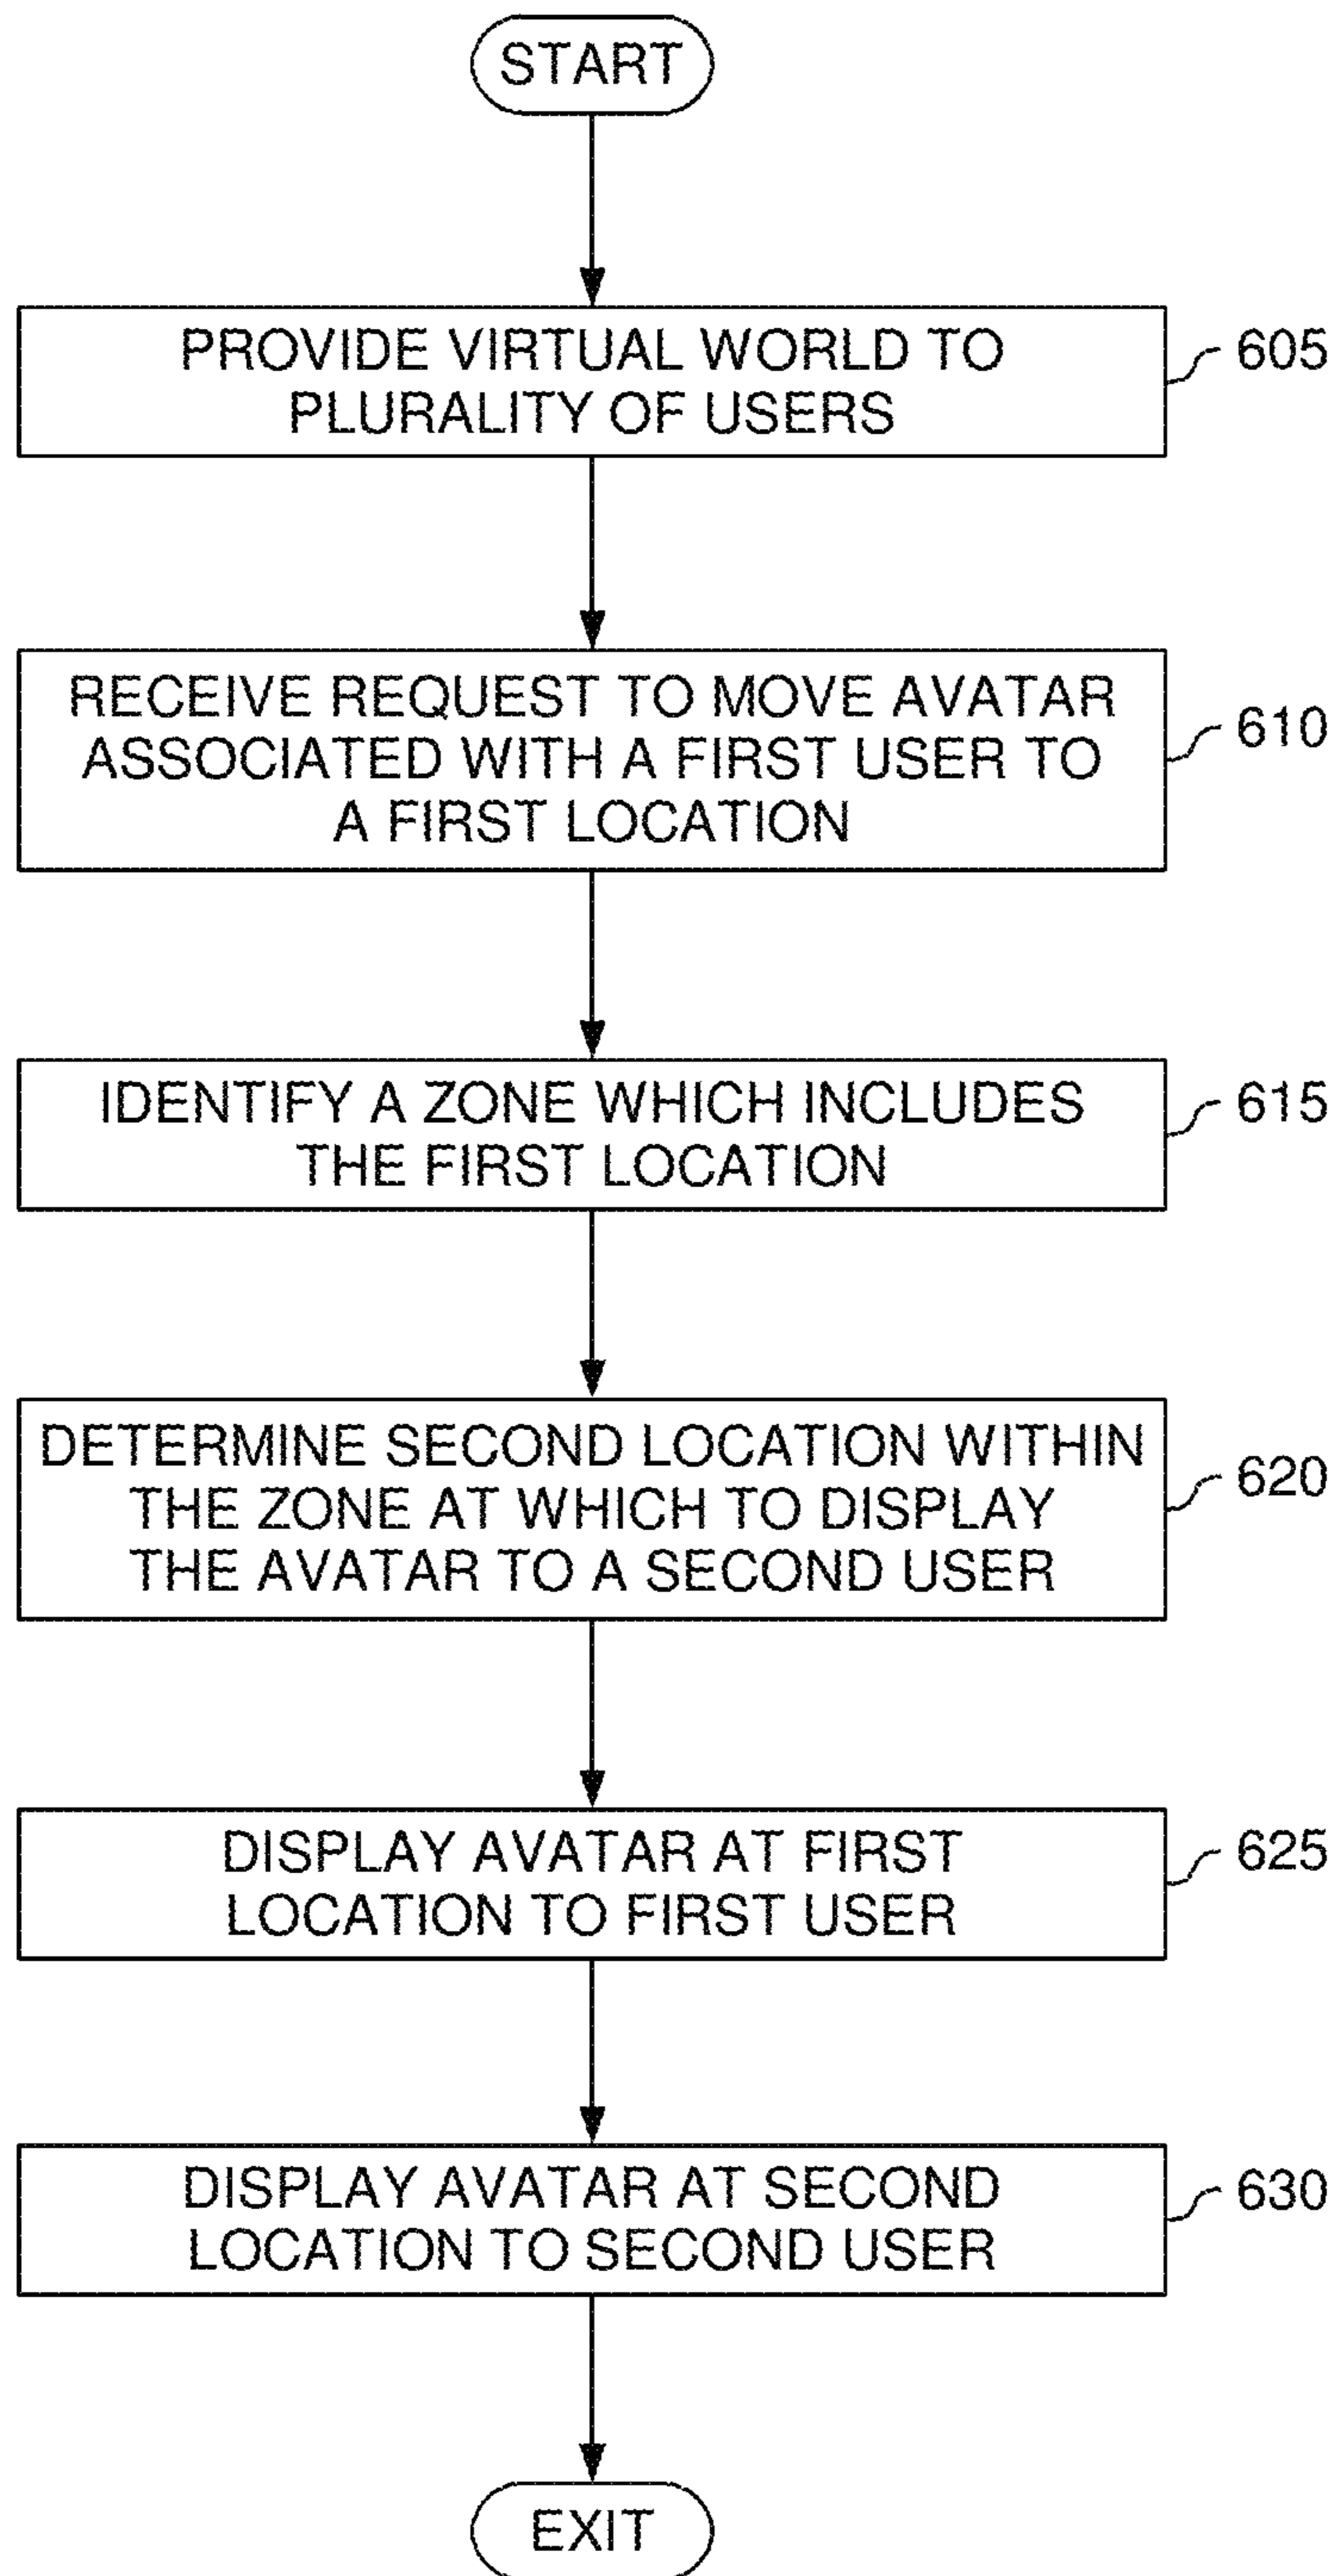 START
PROVIDE VIRTUAL WORLD TO
PLURALITY OF USERS
605
RECEIVE REQUEST TO MOVE AVATAR
ASSOCIATED WITH A FIRST USER TO
A FIRST LOCATION
610
IDENTIFY A ZONE WHICH INCLUDES
THE FIRST LOCATION
615
DETERMINE SECOND LOCATION WITHIN
THE ZONE AT WHICH TO DISPLAY
THE AVATAR TO A SECOND USER
620
DISPLAY AVATAR AT FIRST
LOCATION TO FIRST USER
625
DISPLAY AVATAR AT SECOND
LOCATION TO SECOND USER
630
EXIT